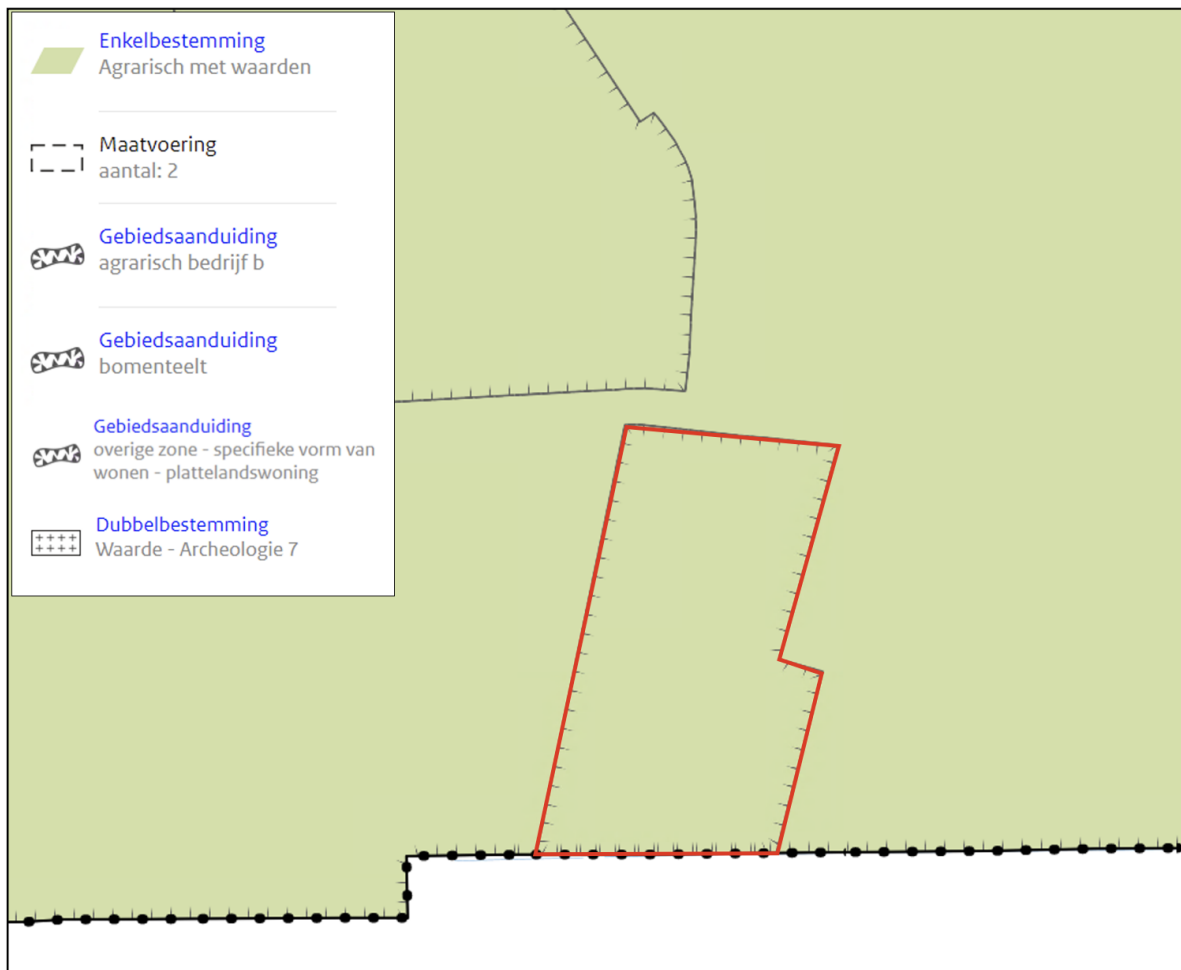 Enkelbestemming
Agrarisch met waarden
Maatvoering
aantal: 2
Gebiedsaanduiding
agrarisch bedrijf b
Gebiedsaanduiding
bomenteelt
Gebiedsaanduiding
overige zone - specifieke vorm van
wonen - plattelandswoning
Dubbelbestemming
Waarde - Archeologie 7